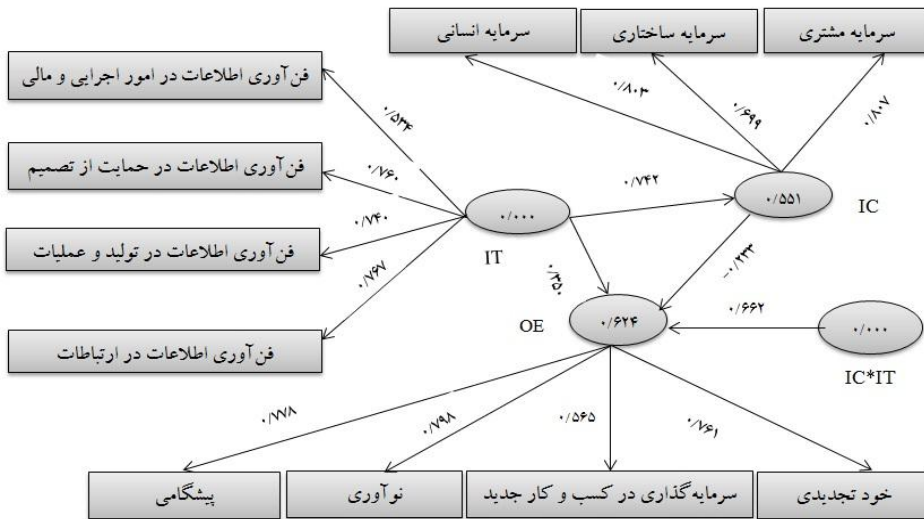 سرمایه مشتری
سرمایه ساختاری
سرمایه انسانی
فن‌آوری اطلاعات در امور اجرایی و مالی
۰/۵۳۴
۰/۸۰۳
۰/۶۹۹
۰/۸۰۷
فن‌آوری اطلاعات در حمایت از تصمیم
۰/۷۶۰
۰/۷۴۲
۰/۵۵۱
IC
۰/۰۰۰
IT
۰/۷۴۰
فن‌آوری اطلاعات در تولید و عملیات
۰/۷۶۷
۰/۳۵۰
-۰/۲۳۳
۰/۶۶۲
OE
۰/۶۲۴
۰/۰۰۰
IC*IT
فن‌آوری اطلاعات در ارتباطات
۰/۷۷۸
۰/۷۹۸
۰/۵۶۵
۰/۷۶۱
خود تجدیدی
سرمایه‌گذاری در کسب و کار جدید
نوآوری
پیشگامی